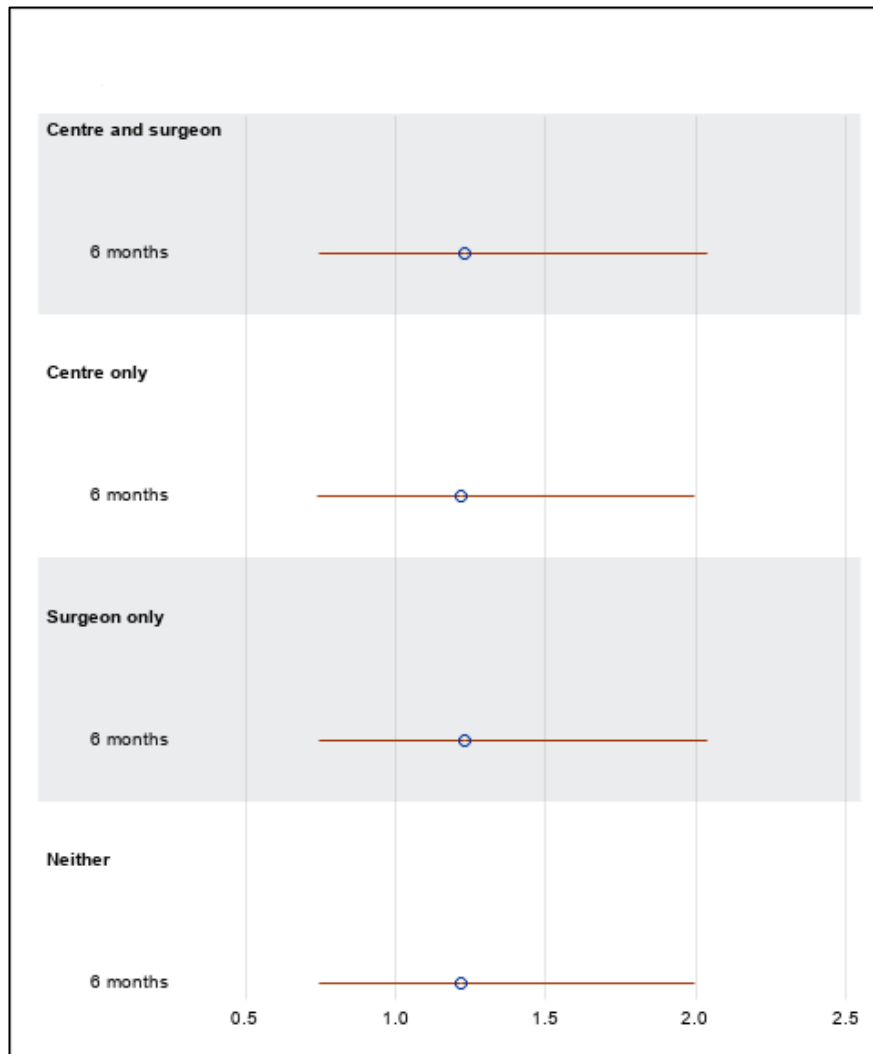 Centre and surgeon
6 months
Centre only
6 months
Surgeon only
6 months
Neither
6 months
0.5 1.0 1.5 2.0 2.5